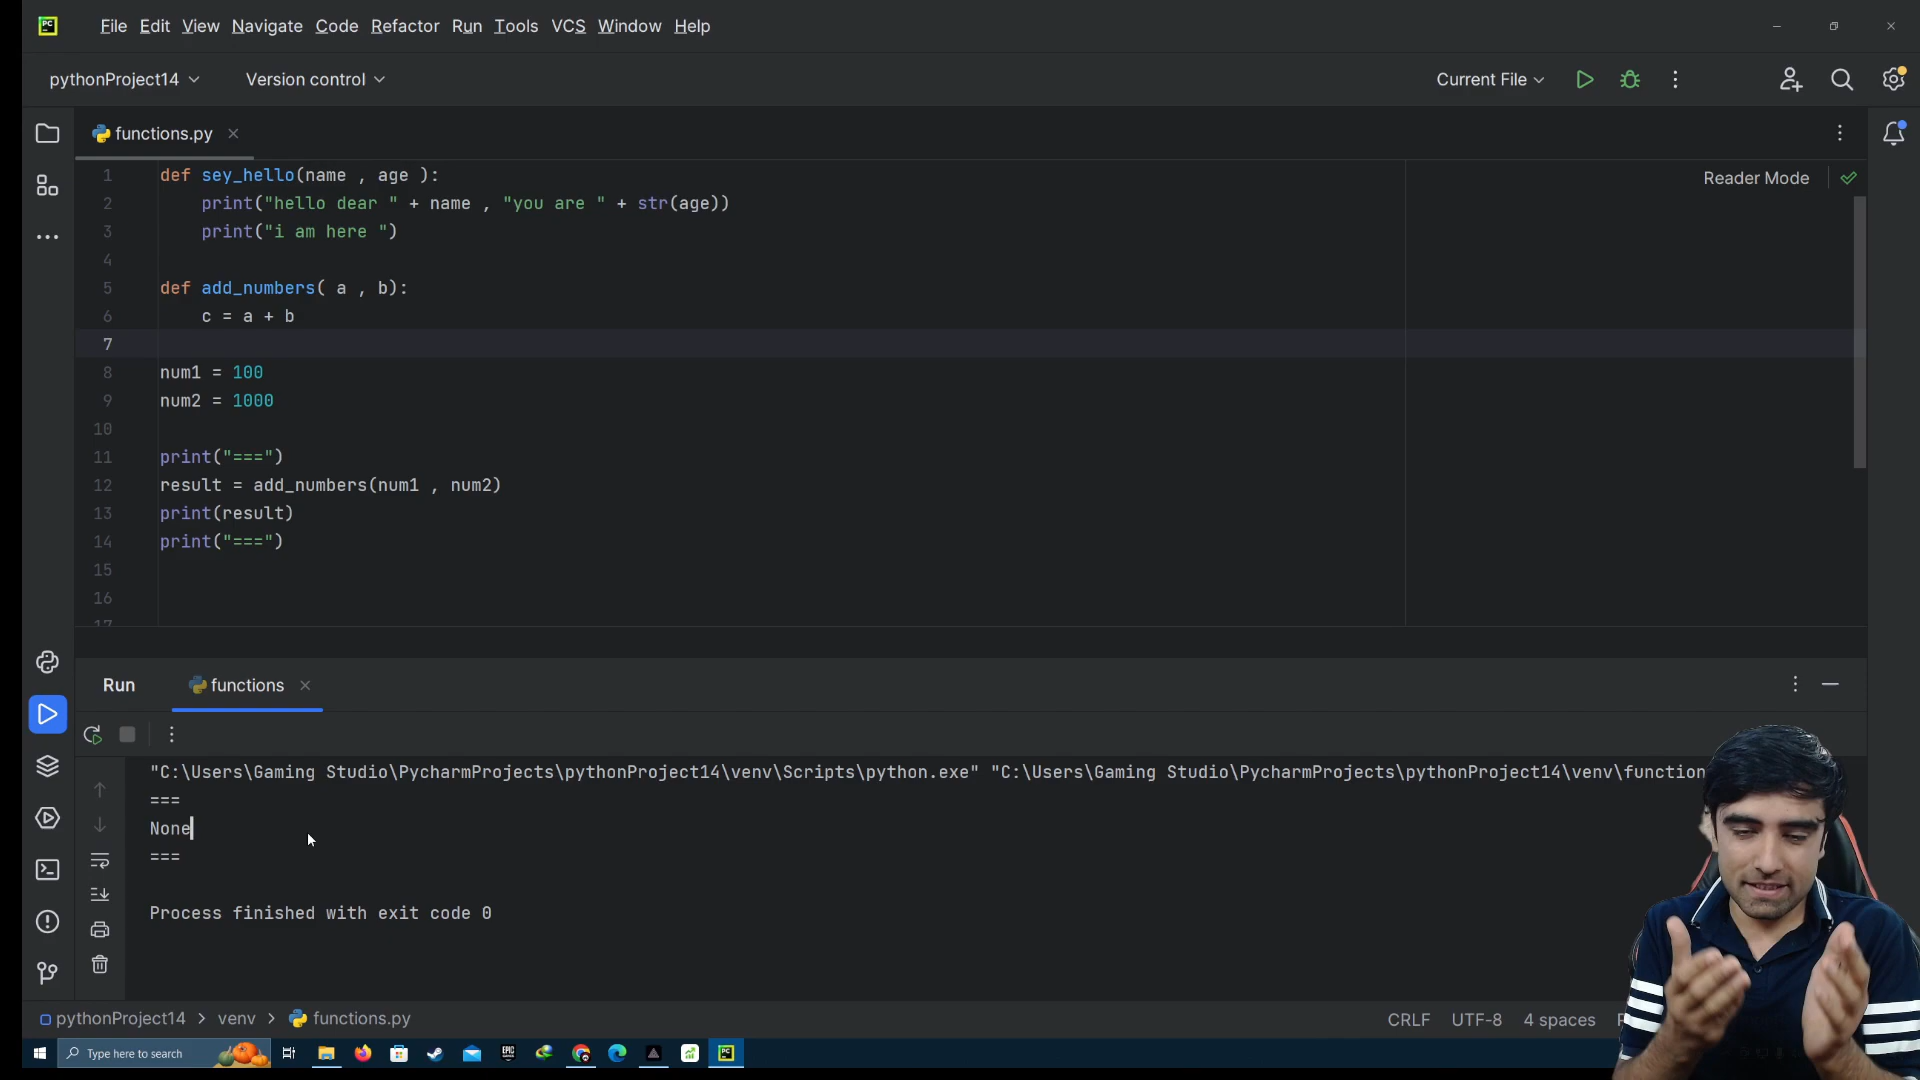 PC
File Edit View Navigate Code Refactor Run Tools VCS Window Help
pythonProject14 Version control Current File
functions.py
Reader Mode
1 def sey_hello(name , age ):
2 print("hello dear " + name , "you are " + str(age))
3 print("i am here ")
4
5 def add_numbers( a , b):
6 c = a + b
7
8 num1 = 100
9 num2 = 1000
10
11 print("===")
12 result = add_numbers(num1 , num2)
13 print(result)
14 print("===")
15
16
17
Run functions
"C:\Users\Gaming Studio\PycharmProjects\pythonProject14\venv\Scripts\python.exe" "C:\Users\Gaming Studio\PycharmProjects\pythonProject14\venv\function
===
None
===
Process finished with exit code 0
pythonProject14 > venv > functions.py CRLF UTF-8 4 spaces
Type here to search
EPIC
PC